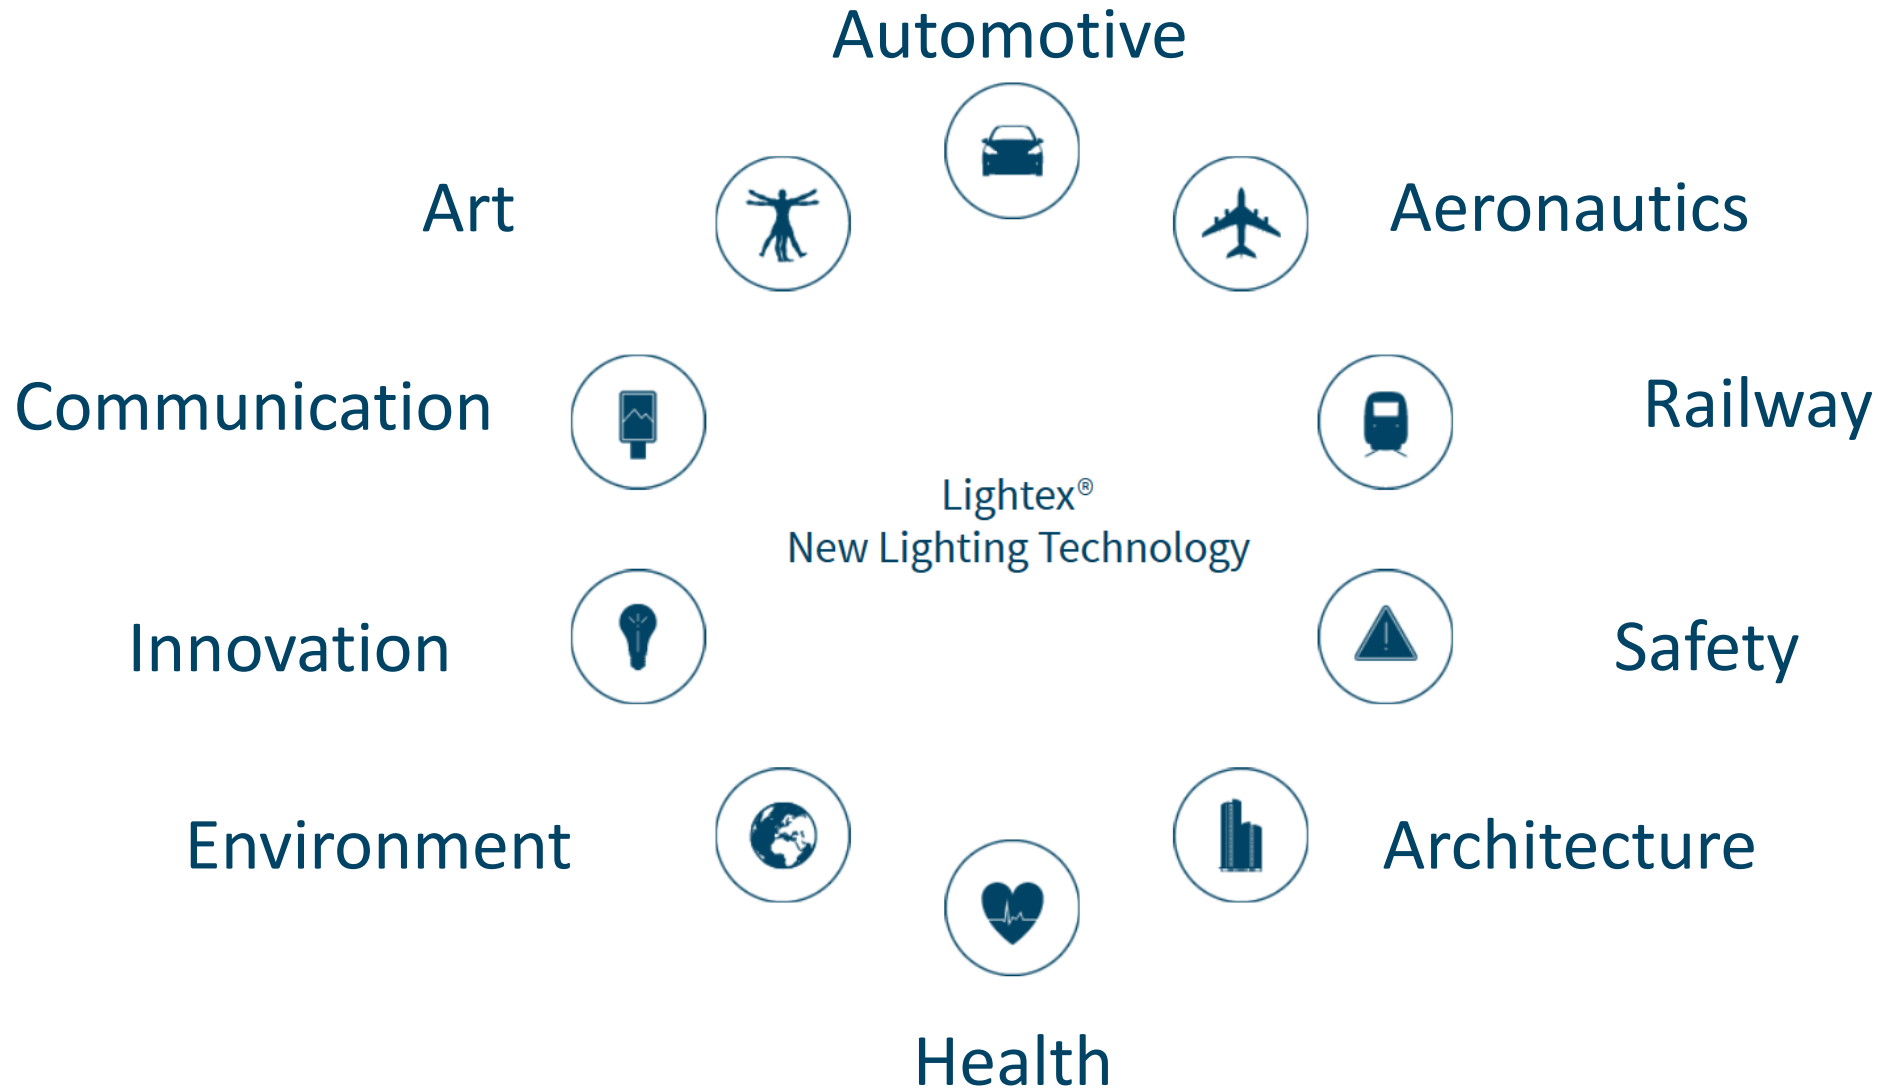 Automotive
Art
Aeronautics
Communication
Railway
Lightex®
New Lighting Technology
Innovation
Safety
Environment
Architecture
Health